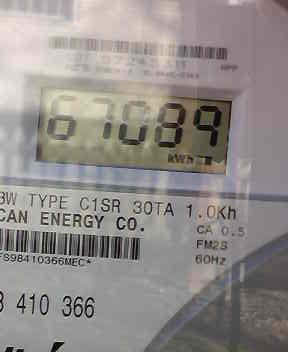 67089
kWh
3W TYPE C1SR 30TA 1.0Kh
CAN ENERGY CO.
CA 0.5
FM2S
60Hz
FS98410366MEC*
8 410 366